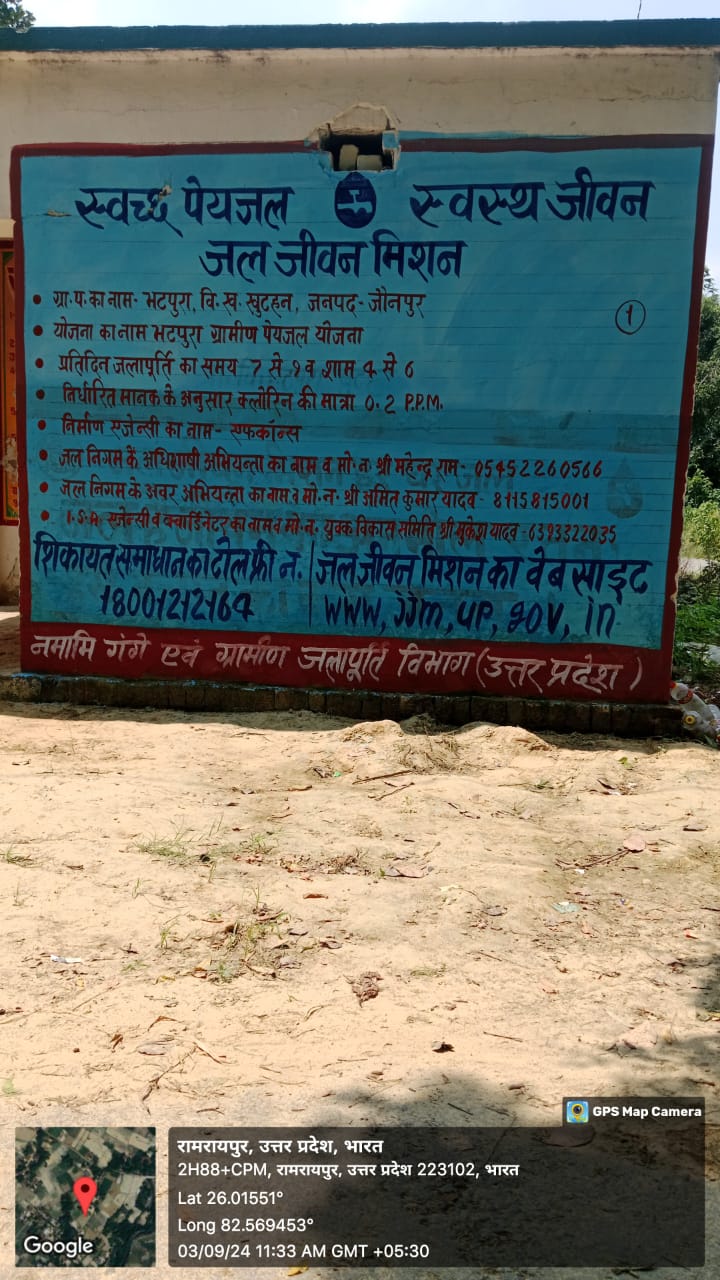 स्वच्छ पेयजल स्वस्थ जीवन
जल जीवन मिशन
• ग्रा.प. का नाम- भटपुरा, वि.ख. खुटहन, जनपद- जौनपुर
1
• योजना का नाम भटपुरा ग्रामीण पेयजल योजना
• प्रतिदिन जलापूर्ति का समय 7 से 9 व शाम 4 से 6
• निर्धारित मानक के अनुसार क्लोरिन की मात्रा 0.2 P.P.M.
• निर्माण एजेन्सी का नाम- एफकॉन्स
• जल निगम के अधिशाषी अभियन्ता का नाम व मो.न. श्री महेन्द्र राम- 05452260566
• जल निगम के अवर अभियन्ता का नाम व मो.न. श्री अमित कुमार यादव- 8115815001
• I.S.A. एजेन्सी व क्वार्डिनेटर का नाम व मो.न. युवक विकास समिति श्री मुकेश यादव-6393322035
शिकायत समाधान का टोल फ्री न. जल जीवन मिशन का वेब साइट
18001212164 WWW, JJm, up, gov, in
नमामि गंगे एवं ग्रामीण जलापूर्ति विभाग (उत्तर प्रदेश)
GPS Map Camera
रामरायपुर, उत्तर प्रदेश, भारत
2H88+CPM, रामरायपुर, उत्तर प्रदेश 223102, भारत
Lat 26.01551°
Long 82.569453°
03/09/24 11:33 AM GMT +05:30
Google